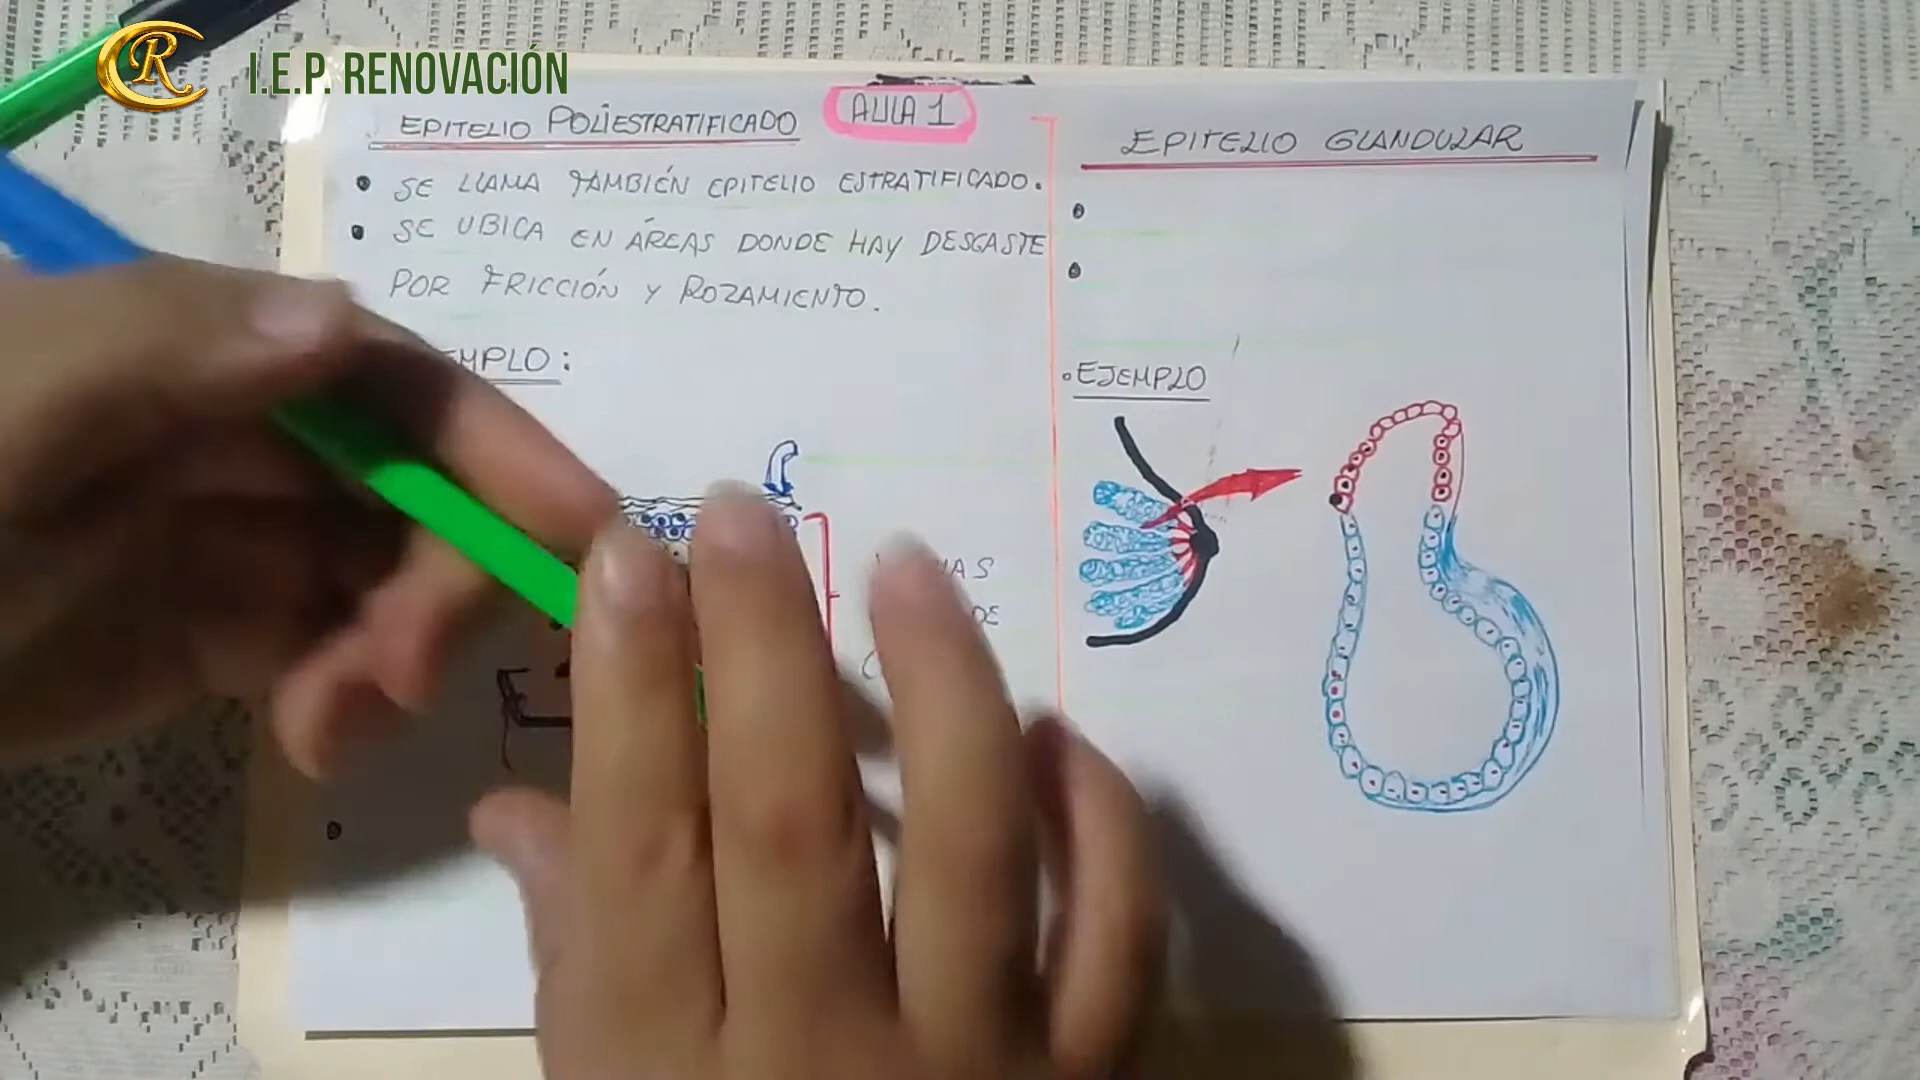 R
I.E.P. RENOVACIÓN
EPITELIO POLIESTRATIFICADO
AULA 1
• SE LLAMA TAMBIÉN EPITELIO ESTRATIFICADO.
• SE UBICA EN ÁREAS DONDE HAY DESGASTE
POR FRICCIÓN Y ROZAMIENTO.
EMPLO:
EPITELIO GLANDULAR
• EJEMPLO